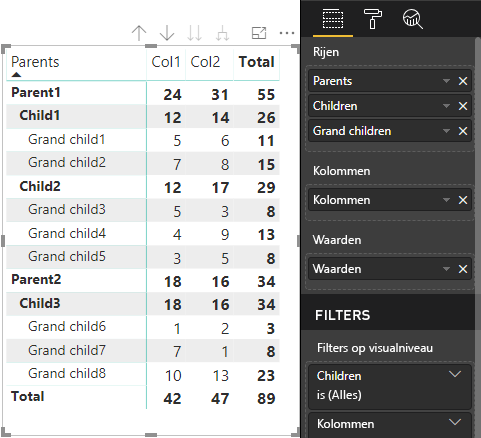 Parents Col1 Col2 Total
Parent1 24 31 55
Child1 12 14 26
Grand child1 5 6 11
Grand child2 7 8 15
Child2 12 17 29
Grand child3 5 3 8
Grand child4 4 9 13
Grand child5 3 5 8
Parent2 18 16 34
Child3 18 16 34
Grand child6 1 2 3
Grand child7 7 1 8
Grand child8 10 13 23
Total 42 47 89
Rijen
Parents
Children
Grand children
Kolommen
Kolommen
Waarden
Waarden
FILTERS
Filters op visualniveau
Children
is (Alles)
Kolommen